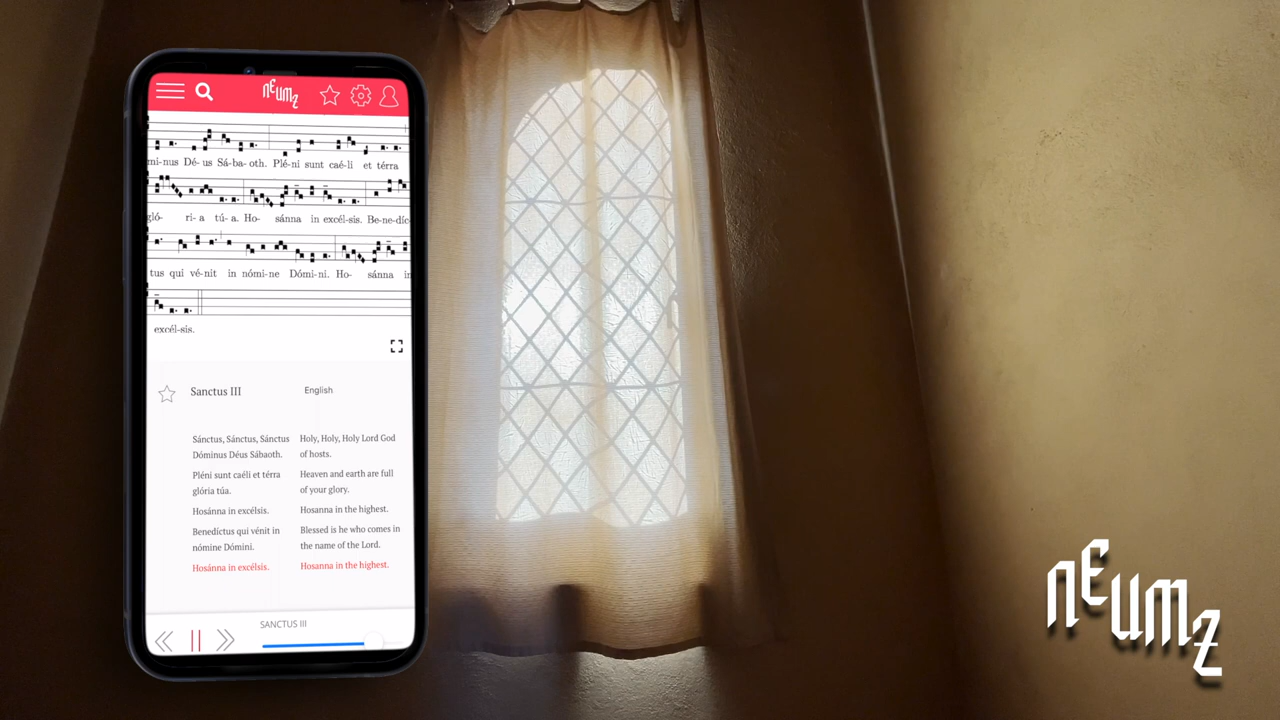 neumz
mi-nus Dé-us Sá-ba-oth. Plé-ni sunt caé-li et térra
gló- ri-a tú-a. Ho- sánna in excél-sis. Be-ne-díc
tus qui vé-nit in nómi-ne Dómi-ni. Ho- sánna in
excél-sis.
Sanctus III English
Sánctus, Sánctus, Sánctus
Dóminus Déus Sábaoth.
Pléni sunt caéli et térra
glória túa.
Hosánna in excélsis.
Benedíctus qui vénit in
nómine Dómini.
Hosánna in excélsis.
Holy, Holy, Holy Lord God
of hosts.
Heaven and earth are full
of your glory.
Hosanna in the highest.
Blessed is he who comes in
the name of the Lord.
Hosanna in the highest.
SANCTUS III
neumz